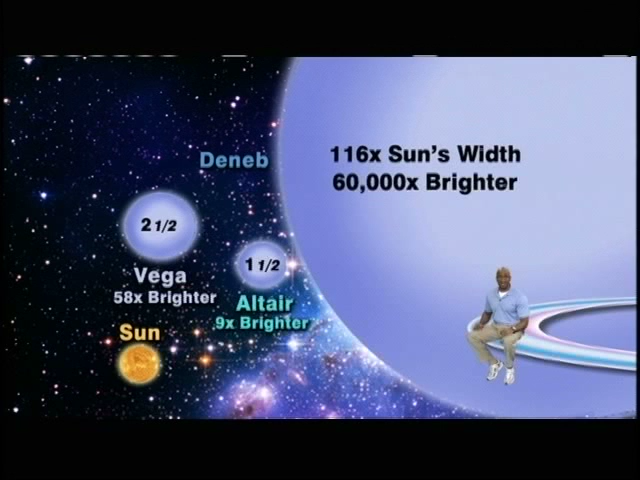 Deneb
116x Sun's Width
60,000x Brighter
2 1/2
Vega
58x Brighter
1 1/2
Altair
9x Brighter
Sun